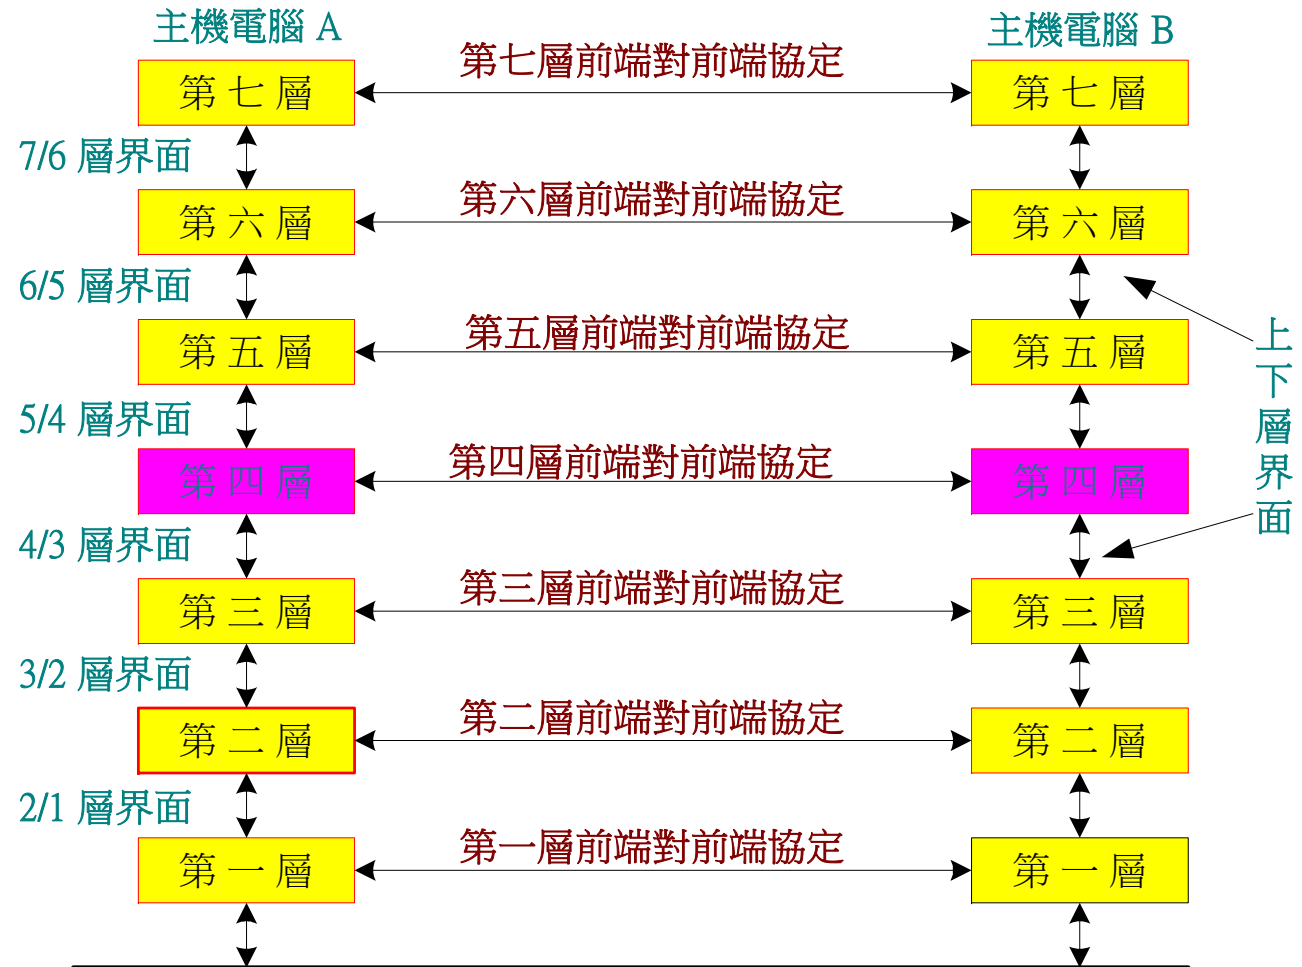 主機電腦 A
主機電腦 B
第七層前端對前端協定
第七層
第七層
7/6 層界面
第六層前端對前端協定
第六層
第六層
6/5 層界面
第五層前端對前端協定
第五層
第五層
上下層界面
5/4 層界面
第四層前端對前端協定
第四層
第四層
4/3 層界面
第三層前端對前端協定
第三層
第三層
3/2 層界面
第二層前端對前端協定
第二層
第二層
2/1 層界面
第一層前端對前端協定
第一層
第一層